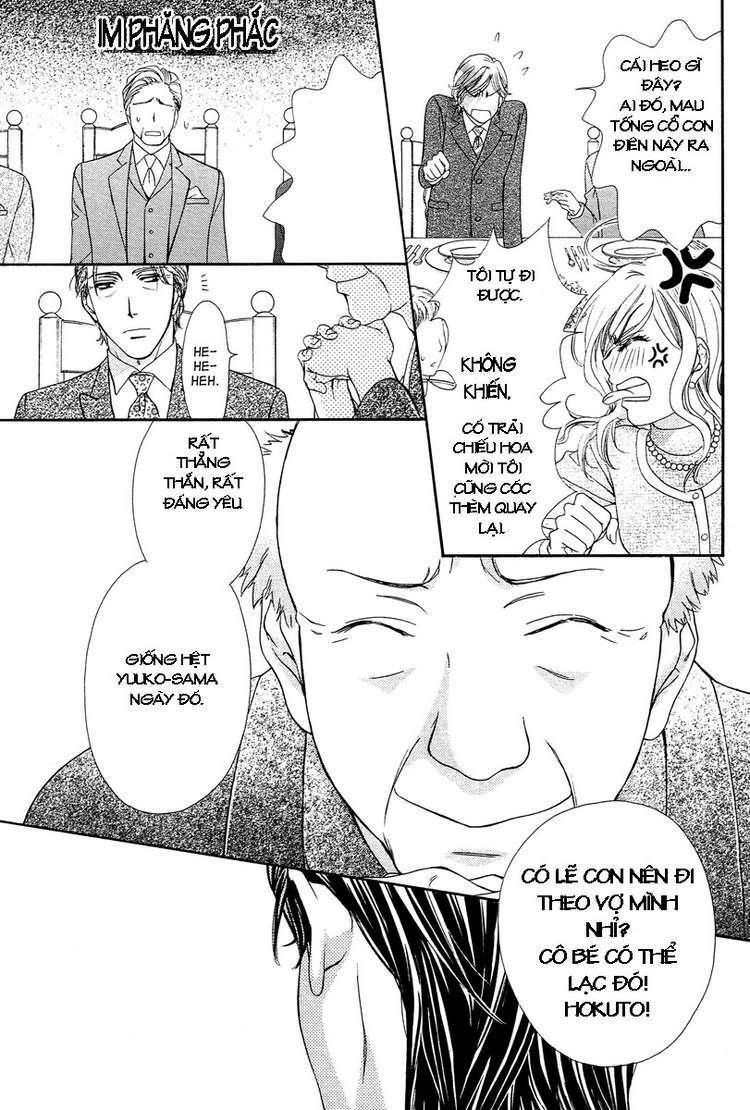 CÁI HEO GÌ
ĐÂY?
AI ĐÓ, MAU
TỐNG CỔ CON
ĐIÊN NÀY RA
NGOÀI...
IM PHĂNG PHẮC
TÔI TỰ ĐI
ĐƯỢC.
KHÔNG
KHIẾN,
CÓ TRẢI
CHIẾU HOA
MỜI TÔI
CŨNG CÓC
THÈM QUAY
LẠI.
HE-
HE-
HEH.
RẤT
THẲNG
THẮN, RẤT
ĐÁNG YÊU.
GIỐNG HỆT
YUUKO-SAMA
NGÀY ĐÓ.
CÓ LẼ CON NÊN ĐI
THEO VỢ MÌNH
NHỈ?
CÔ BÉ CÓ THỂ
LẠC ĐÓ!
HOKUTO!